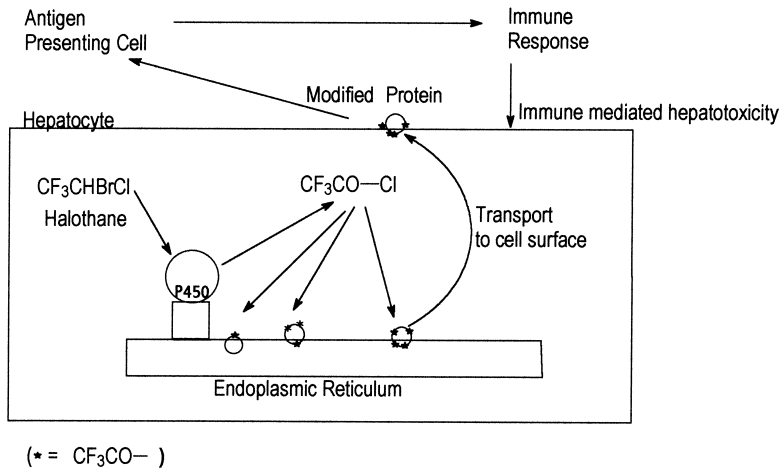 Antigen
Presenting Cell
Immune
Response
Modified Protein
Hepatocyte
Immune mediated hepatotoxicity
CF₃CHBrCl
Halothane
CF₃CO—Cl
Transport
to cell surface
P450
Endoplasmic Reticulum
(★ = CF₃CO— )